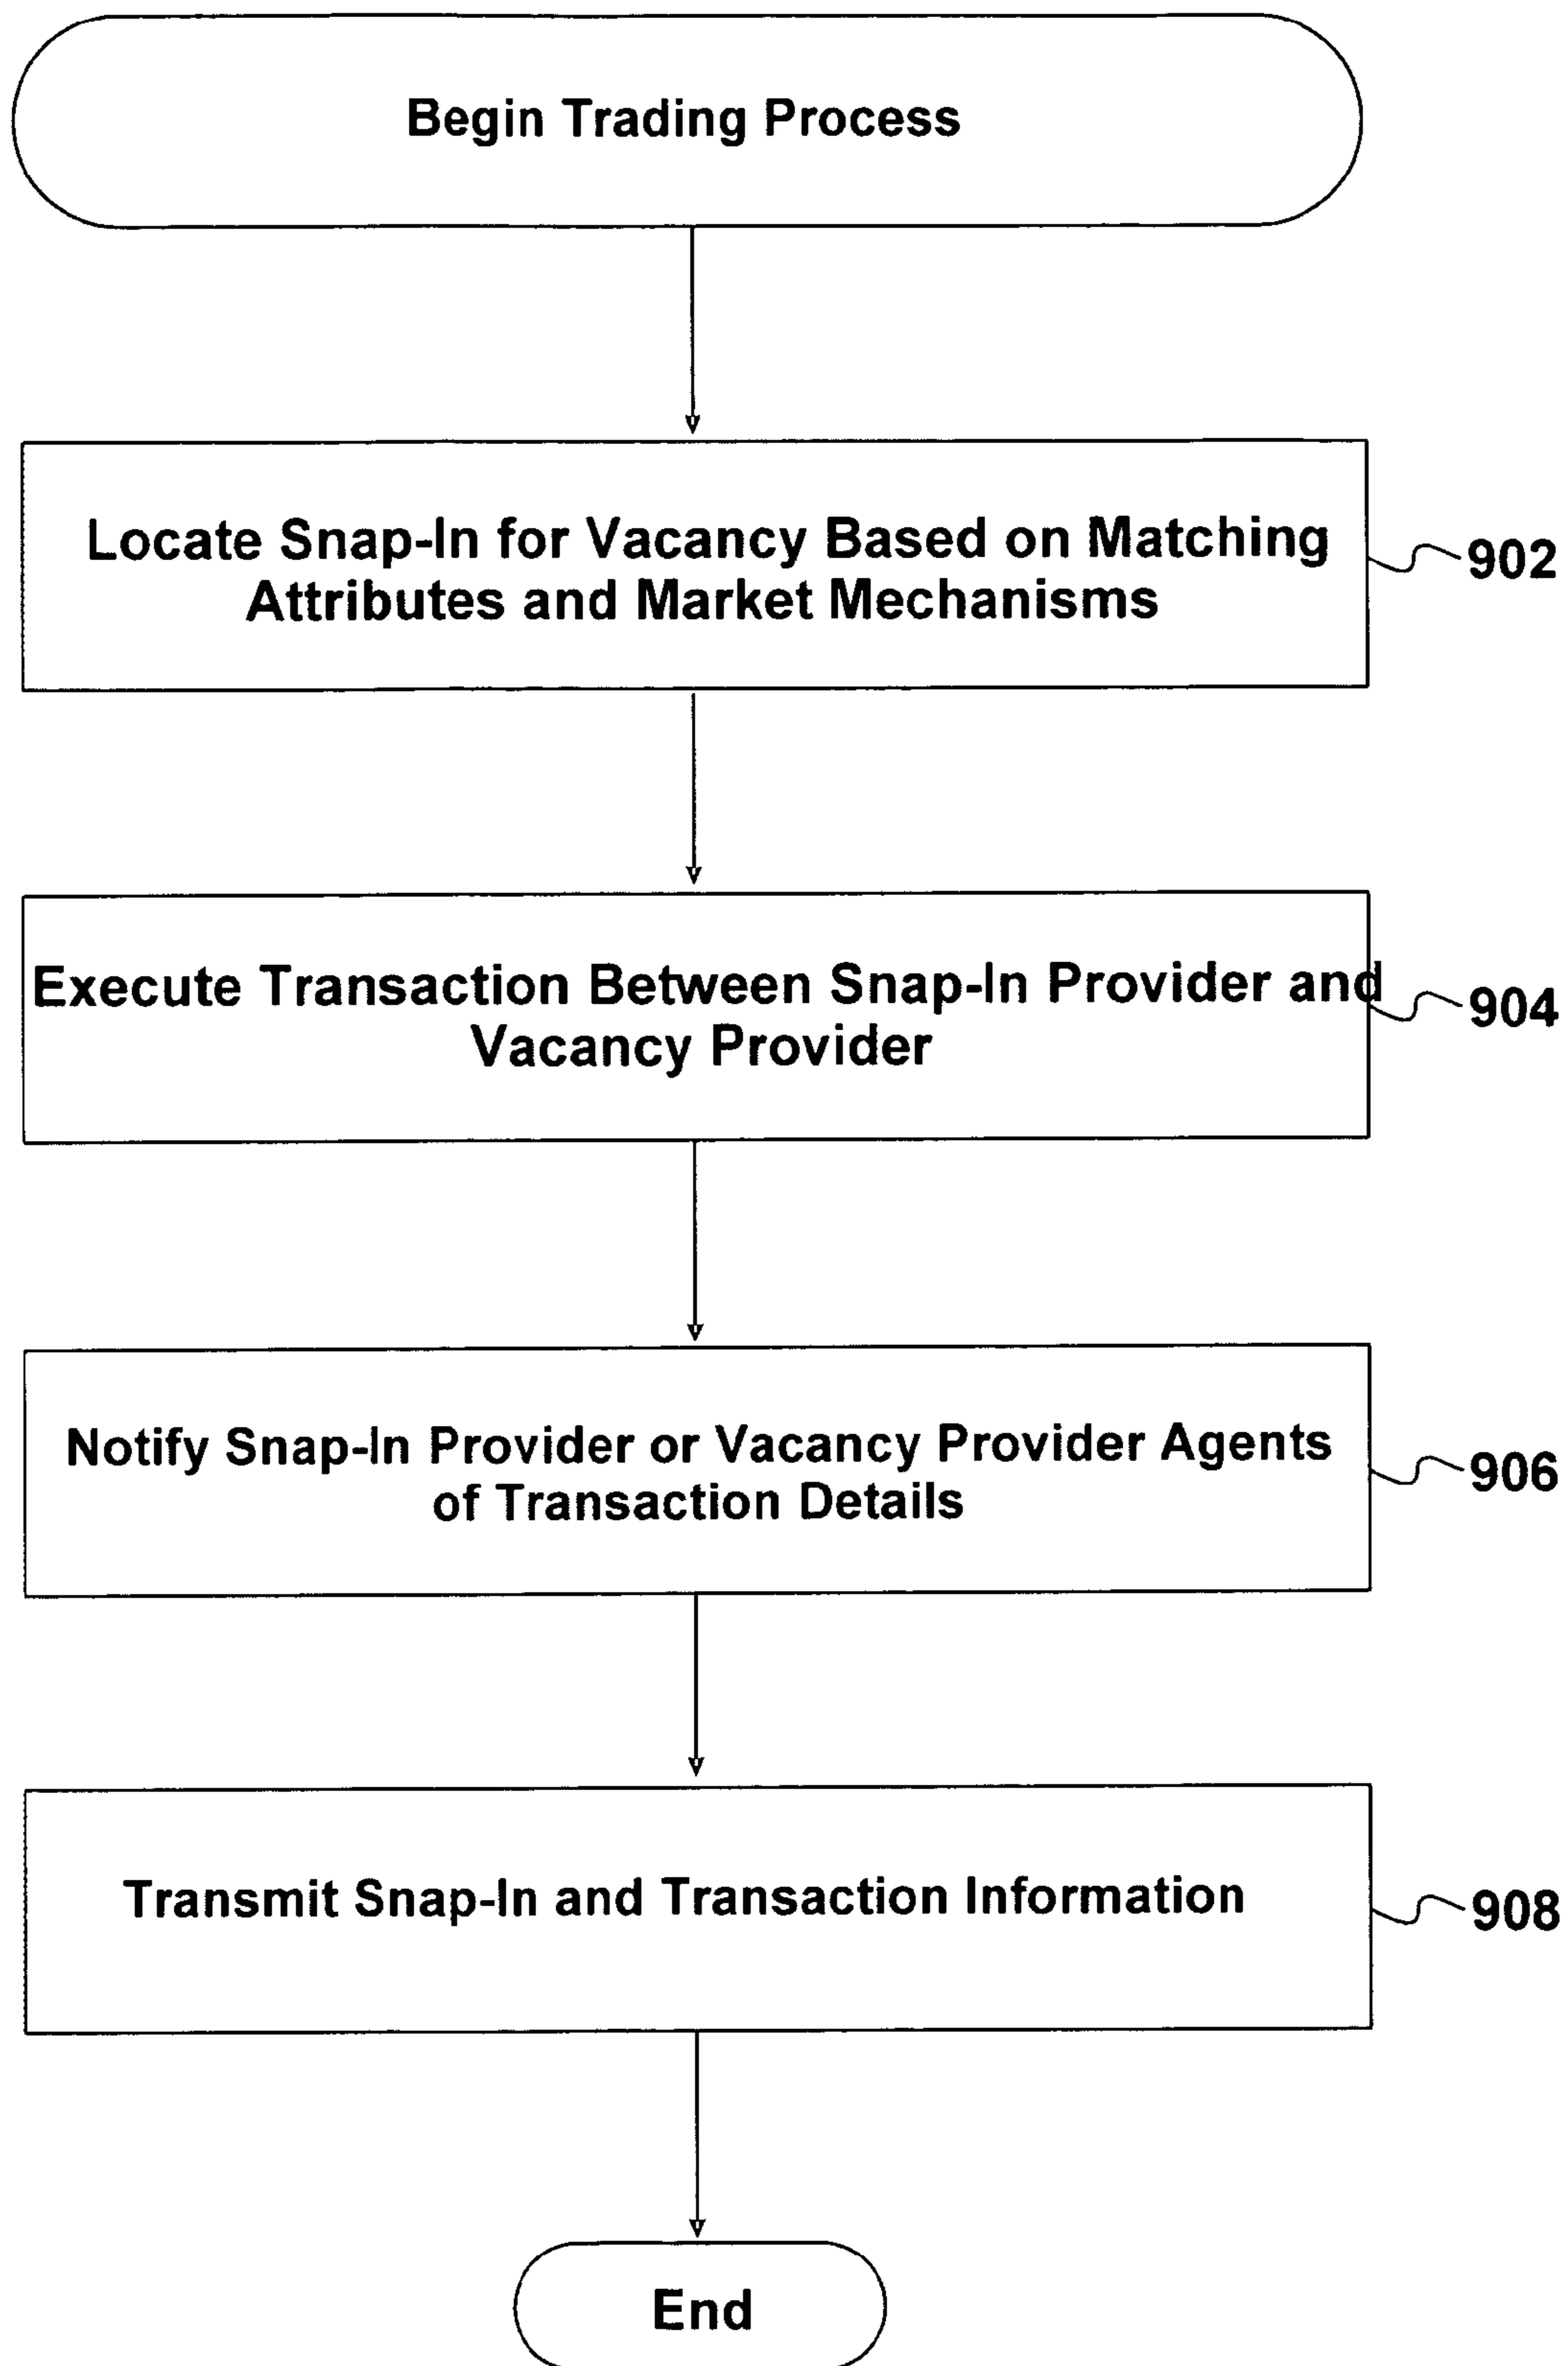 Begin Trading Process
Locate Snap-In for Vacancy Based on Matching
Attributes and Market Mechanisms
902
Execute Transaction Between Snap-In Provider and
Vacancy Provider
904
Notify Snap-In Provider or Vacancy Provider Agents
of Transaction Details
906
Transmit Snap-In and Transaction Information
908
End